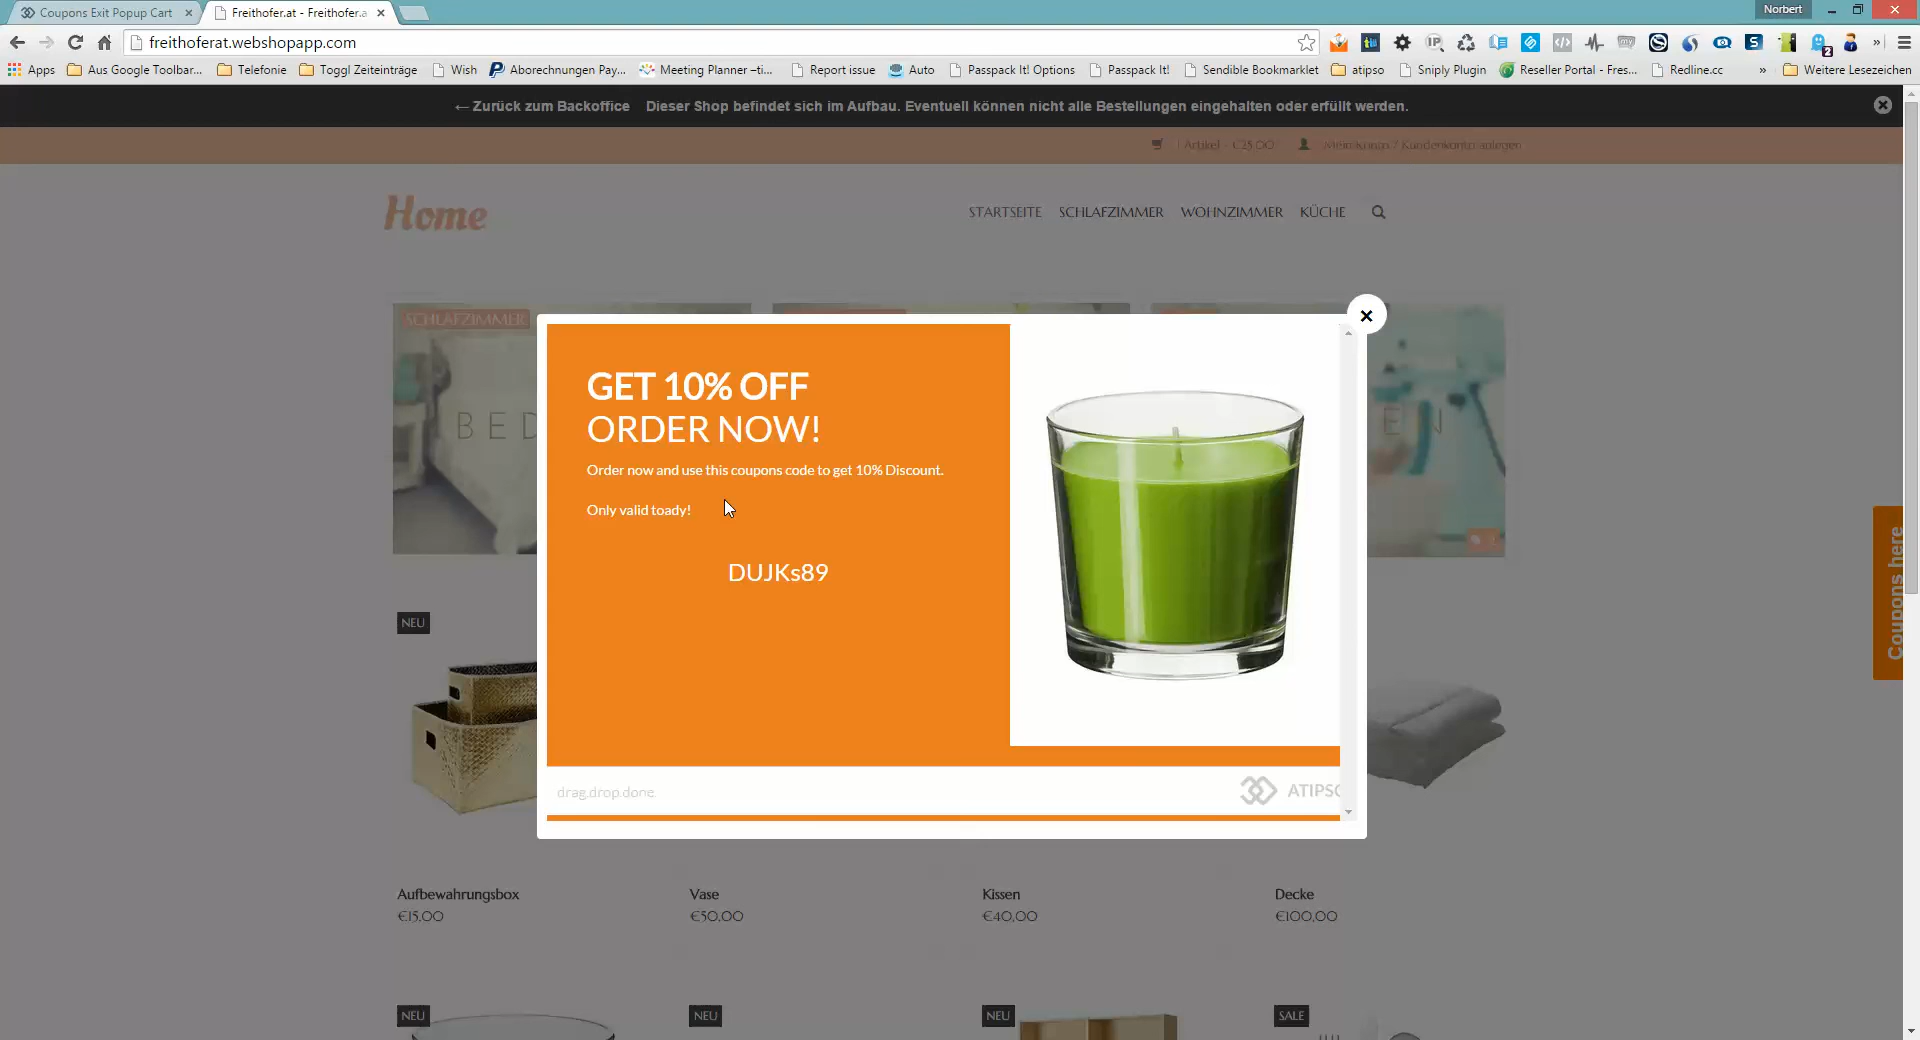 Coupons Exit Popup Cart
Freithofer.at - Freithofer.a
Norbert
freithoferat.webshopapp.com
Apps
Aus Google Toolbar...
Telefonie
Toggl Zeiteinträge
Wish
Aborechnungen Pay...
Meeting Planner –ti...
Report issue
Auto
Passpack It! Options
Passpack It!
Sendible Bookmarklet
atipso
Sniply Plugin
Reseller Portal - Fres...
Redline.cc
»
Weitere Lesezeichen
← Zurück zum Backoffice
Dieser Shop befindet sich im Aufbau. Eventuell können nicht alle Bestellungen eingehalten oder erfüllt werden.
1 Artikel - €25,00
Mein Konto / Kundenkonto anlegen
Home
STARTSEITE
SCHLAFZIMMER
WOHNZIMMER
KÜCHE
SCHLAFZIMMER
BED
EIN
GET 10% OFF
ORDER NOW!
Order now and use this coupons code to get 10% Discount.
Only valid toady!
DUJKs89
drag.drop.done.
ATIPSO
Coupons here
NEU
Aufbewahrungsbox
€15,00
Vase
€50,00
Kissen
€40,00
Decke
€100,00
NEU
NEU
NEU
SALE